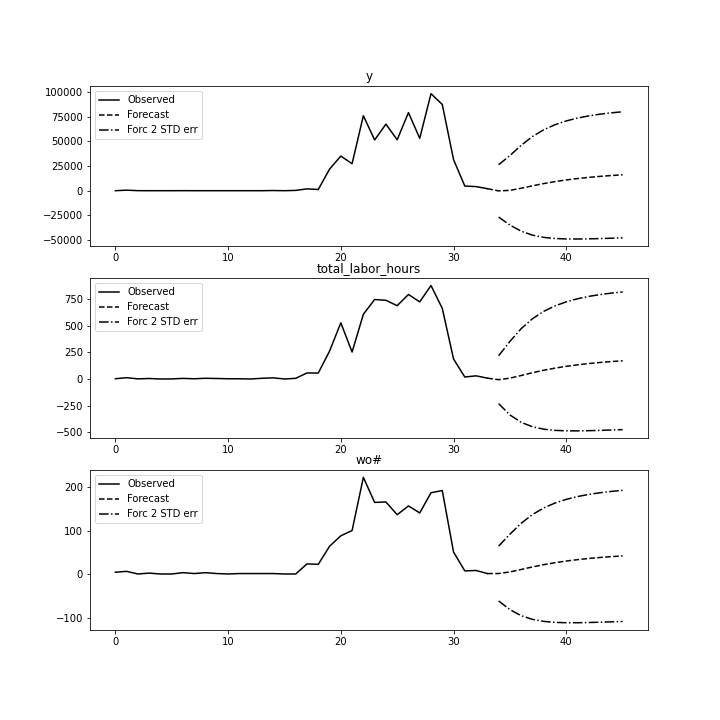 y
100000
75000
50000
25000
0
−25000
−50000
Observed
Forecast
Forc 2 STD err
0 10 20 30 40
total_labor_hours
750
500
250
0
−250
−500
Observed
Forecast
Forc 2 STD err
0 10 20 30 40
wo#
200
100
0
−100
Observed
Forecast
Forc 2 STD err
0 10 20 30 40